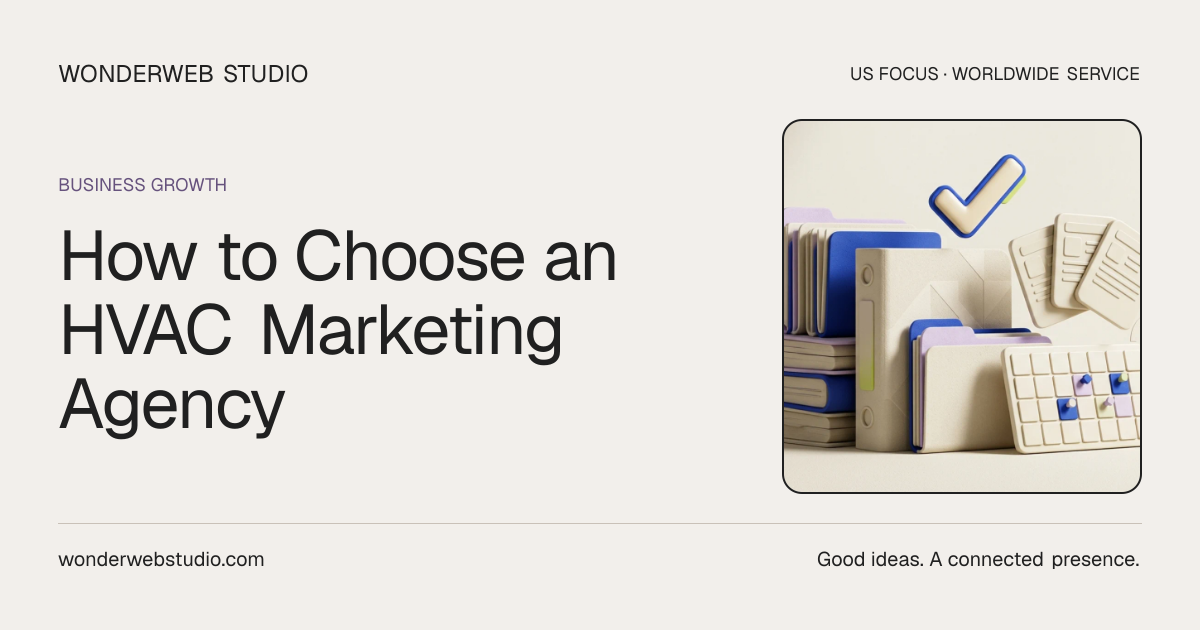 WONDERWEB STUDIO
US FOCUS · WORLDWIDE SERVICE
BUSINESS GROWTH
How to Choose an
HVAC Marketing
Agency
wonderwebstudio.com
Good ideas. A connected presence.